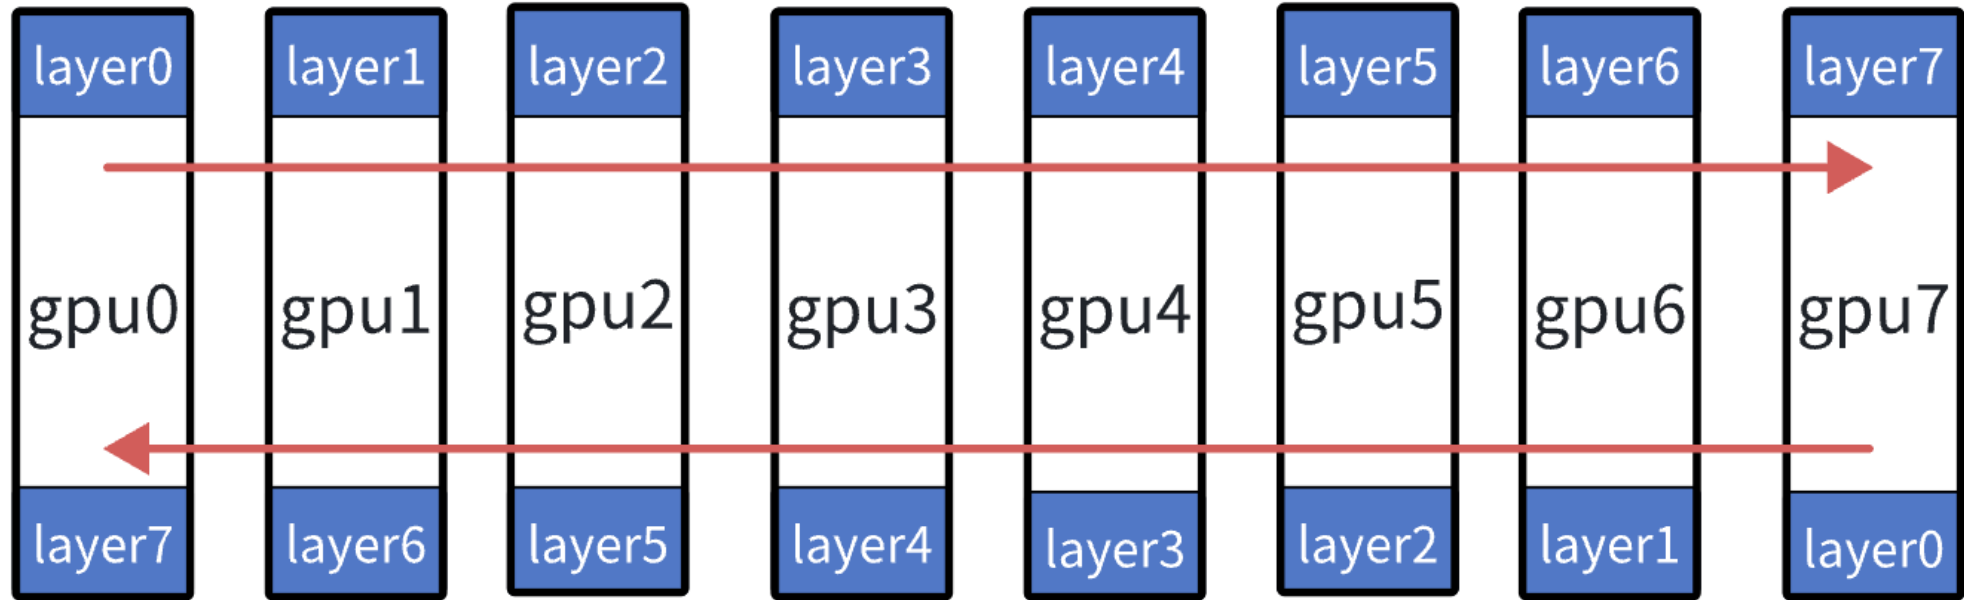 layer0 layer1 layer2 layer3 layer4 layer5 layer6 layer7
gpu0 gpu1 gpu2 gpu3 gpu4 gpu5 gpu6 gpu7
layer7 layer6 layer5 layer4 layer3 layer2 layer1 layer0